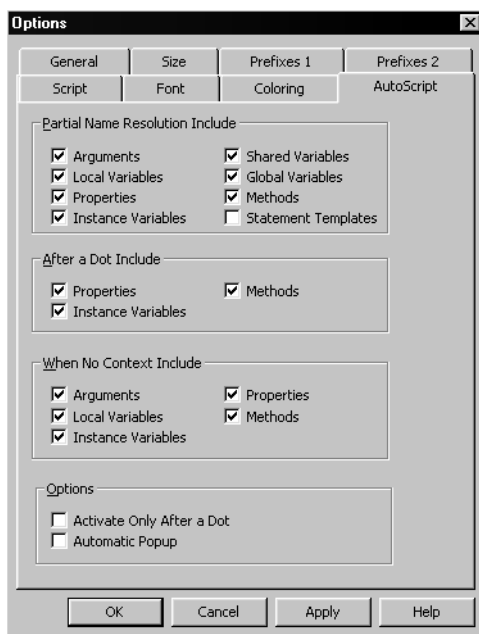 Options
General Size Prefixes 1 Prefixes 2
Script Font Coloring AutoScript
Partial Name Resolution Include
Arguments Shared Variables
Local Variables Global Variables
Properties Methods
Instance Variables Statement Templates
After a Dot Include
Properties Methods
Instance Variables
When No Context Include
Arguments Properties
Local Variables Methods
Instance Variables
Options
Activate Only After a Dot
Automatic Popup
OK Cancel Apply Help